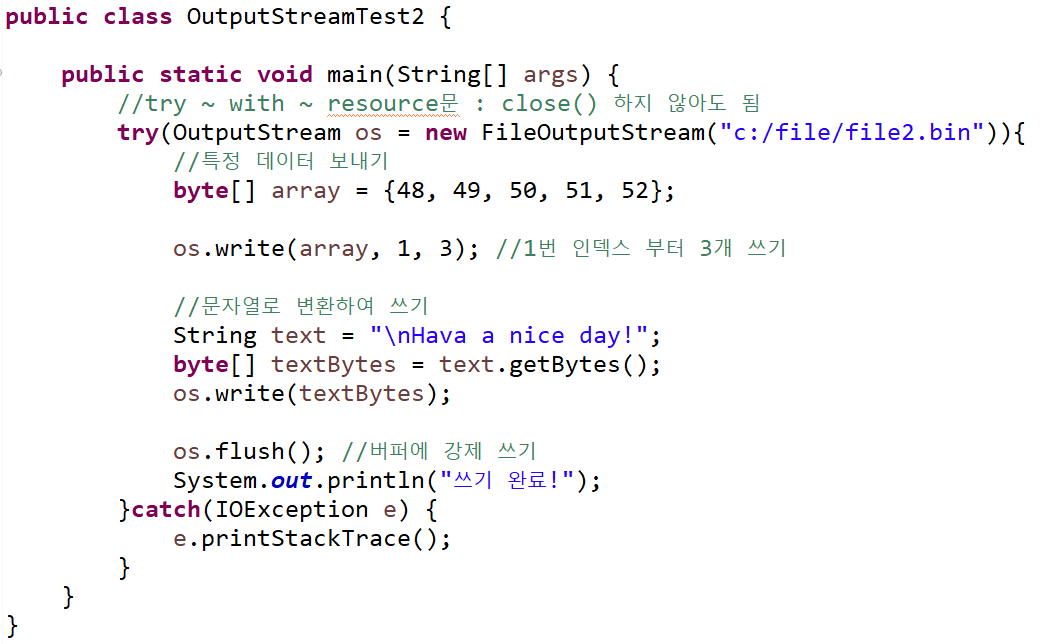 public class OutputStreamTest2 {
public static void main(String[] args) {
//try ~ with ~ resource문 : close() 하지 않아도 됨
try(OutputStream os = new FileOutputStream("c:/file/file2.bin")){
//특정 데이터 보내기
byte[] array = {48, 49, 50, 51, 52};
os.write(array, 1, 3); //1번 인덱스 부터 3개 쓰기
//문자열로 변환하여 쓰기
String text = "\nHava a nice day!";
byte[] textBytes = text.getBytes();
os.write(textBytes);
os.flush(); //버퍼에 강제 쓰기
System.out.println("쓰기 완료!");
}catch(IOException e) {
e.printStackTrace();
}
}
}